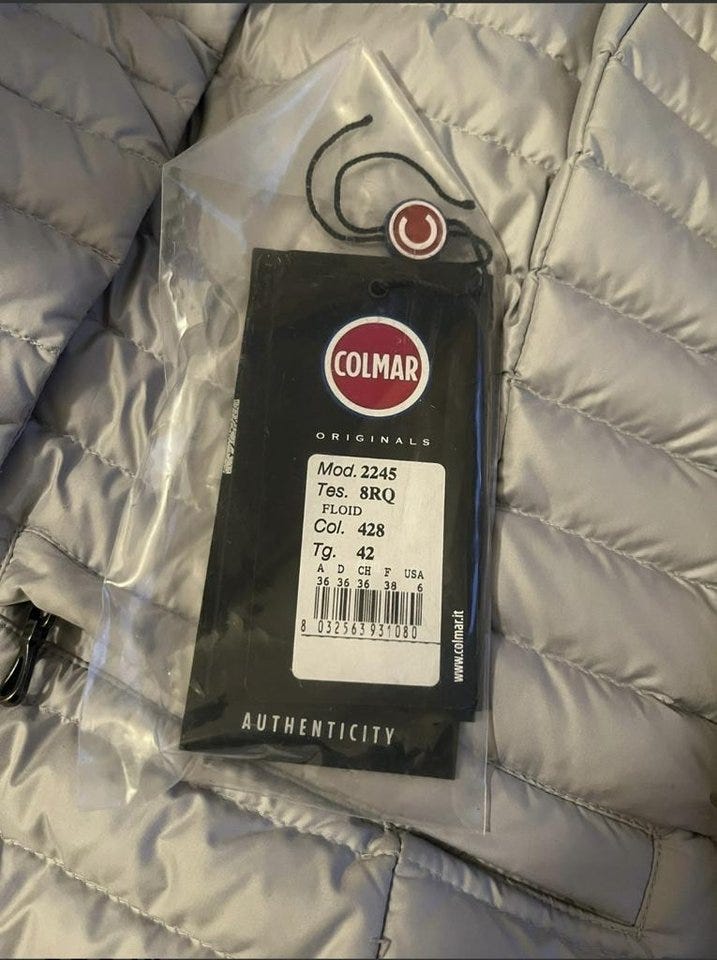 COLMAR
ORIGINALS
Mod. 2245
Tes. 8RQ
FLOID
Col. 428
Tg. 42
A D CH F USA
36 36 36 38 6
8 032563 931080
www.colmar.it
AUTHENTICITY